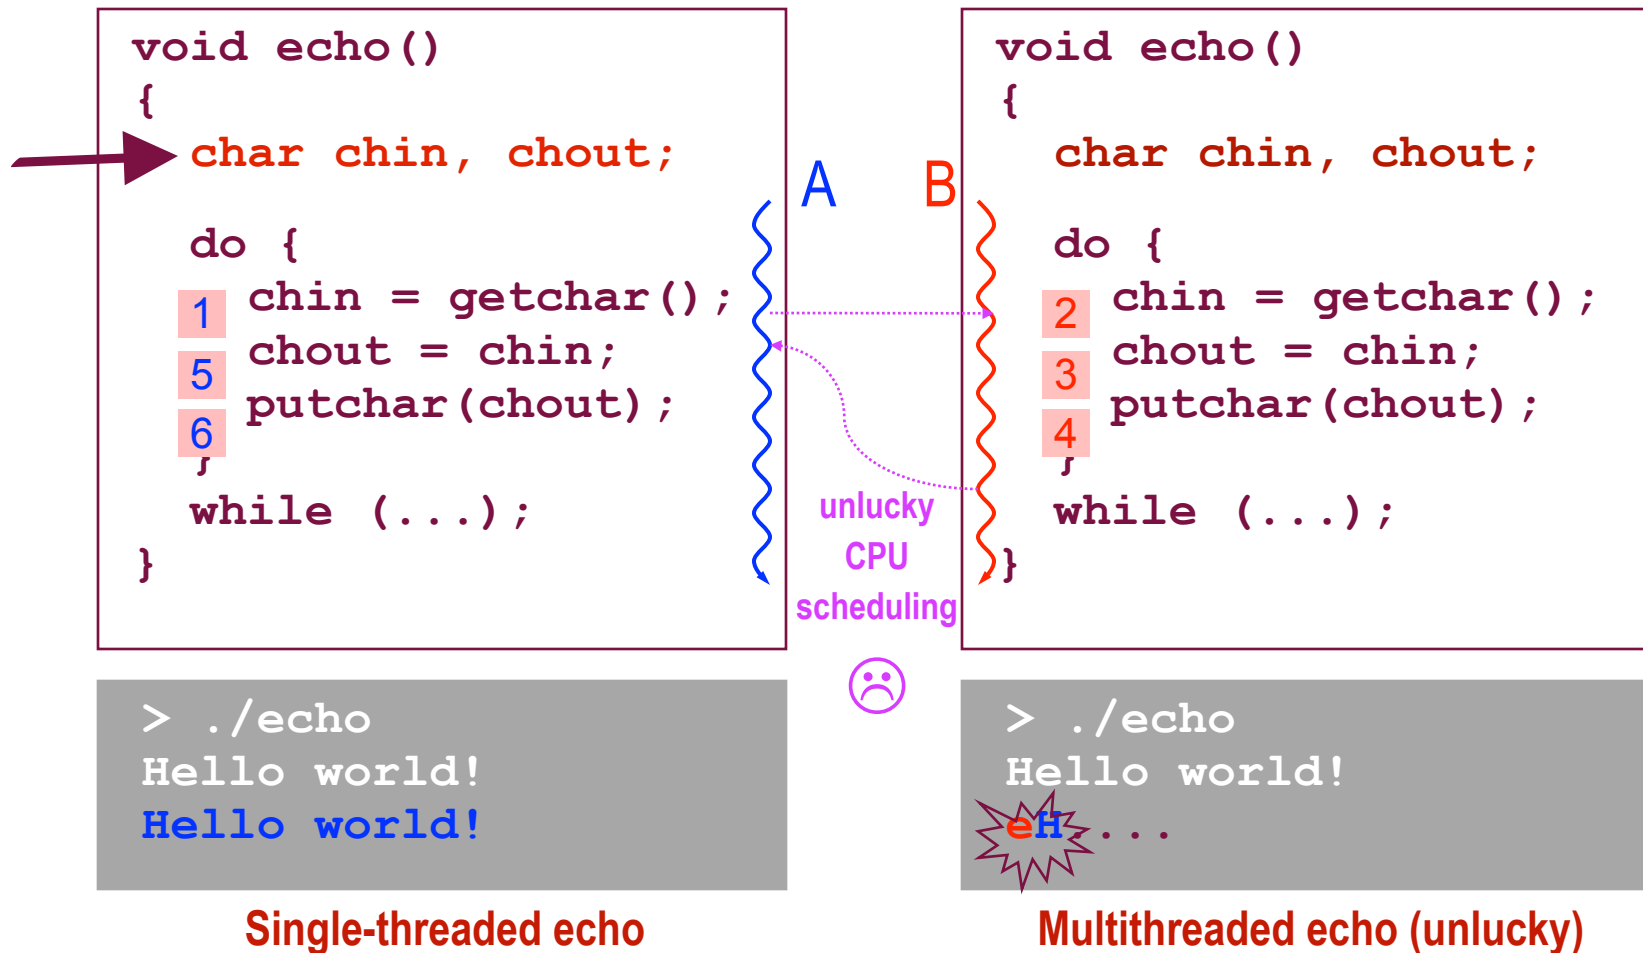 void echo()
{
char chin, chout;
do {
1 chin = getchar();
5 chout = chin;
6 putchar(chout);
}
while (...);
}
A
B
unlucky
CPU
scheduling
void echo()
{
char chin, chout;
do {
2 chin = getchar();
3 chout = chin;
4 putchar(chout);
}
while (...);
}
> ./echo
Hello world!
Hello world!
Single-threaded echo
> ./echo
Hello world!
eH....
Multithreaded echo (unlucky)